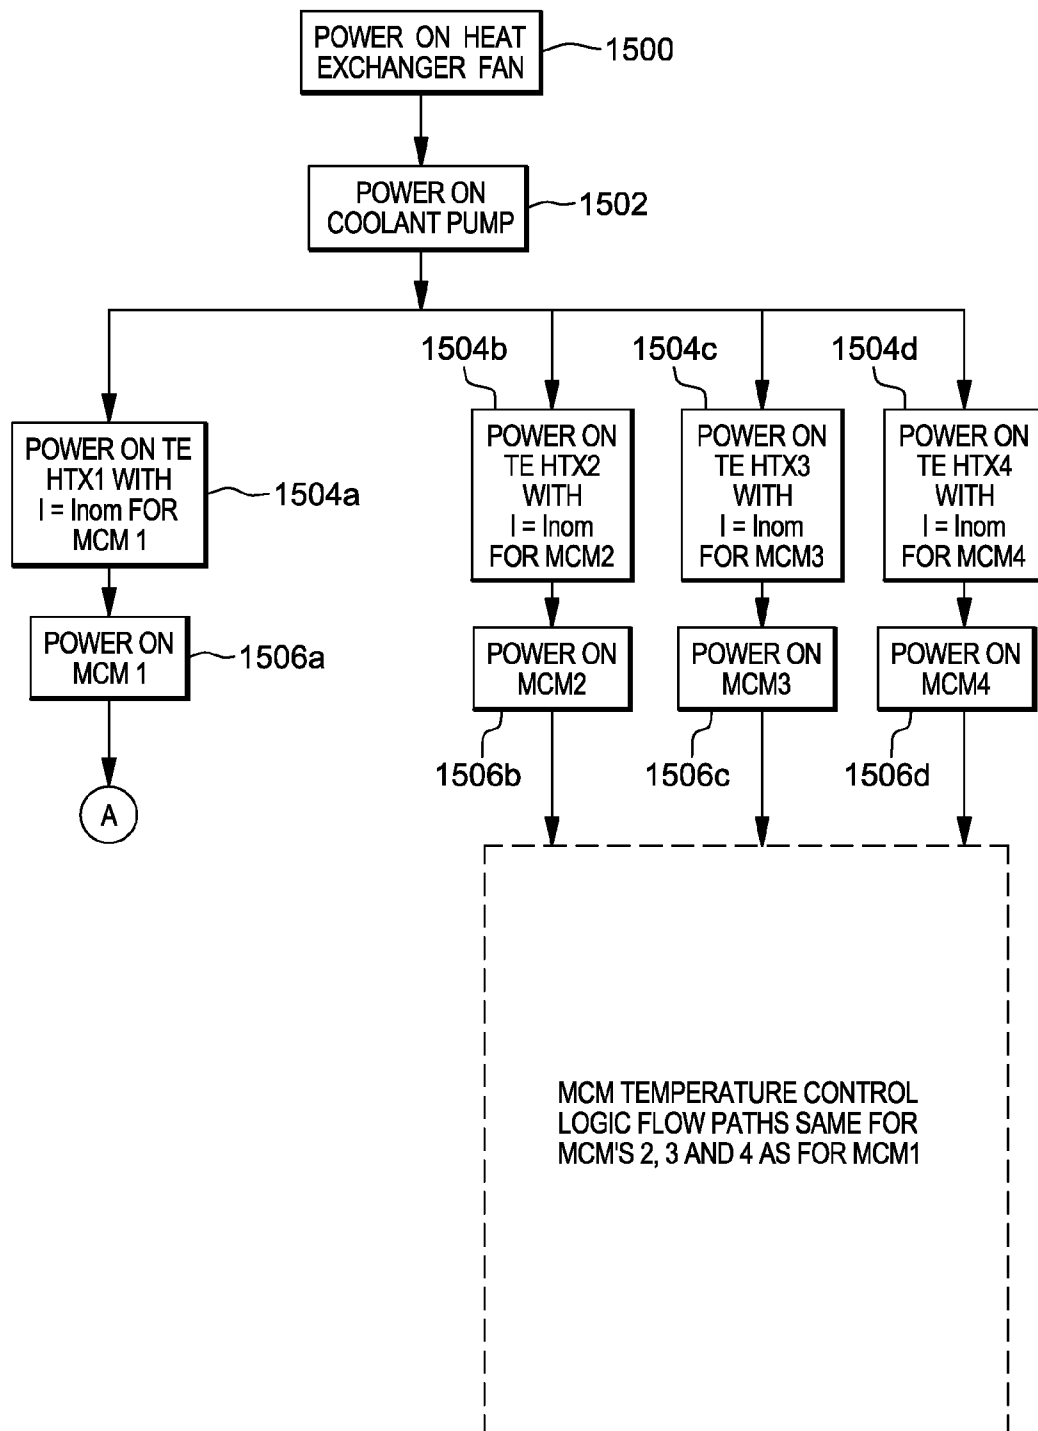 POWER ON HEAT
EXCHANGER FAN
1500
POWER ON
COOLANT PUMP
1502
1504b
1504c
1504d
POWER ON TE
HTX1 WITH
I = Inom FOR
MCM 1
1504a
POWER ON
TE HTX2
WITH
I = Inom
FOR MCM2
POWER ON
TE HTX3
WITH
I = Inom
FOR MCM3
POWER ON
TE HTX4
WITH
I = Inom
FOR MCM4
POWER ON
MCM 1
1506a
POWER ON
MCM2
POWER ON
MCM3
POWER ON
MCM4
1506b
1506c
1506d
A
MCM TEMPERATURE CONTROL
LOGIC FLOW PATHS SAME FOR
MCM'S 2, 3 AND 4 AS FOR MCM1